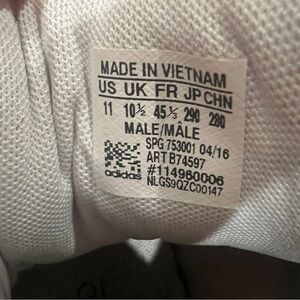 MADE IN VIETNAM
US UK FR JP CHN
11 10½ 45⅓ 290 280
MALE/MÂLE
SPG 753001 04/16
ART B74597
#114960006
adidas NLGS9QZC00147